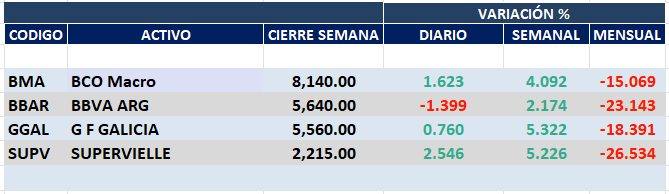 VARIACIÓN %
CODIGO ACTIVO CIERRE SEMANA DIARIO SEMANAL MENSUAL
BMA BCO Macro 8,140.00 1.623 4.092 -15.069
BBAR BBVA ARG 5,640.00 -1.399 2.174 -23.143
GGAL G F GALICIA 5,560.00 0.760 5.322 -18.391
SUPV SUPERVIELLE 2,215.00 2.546 5.226 -26.534